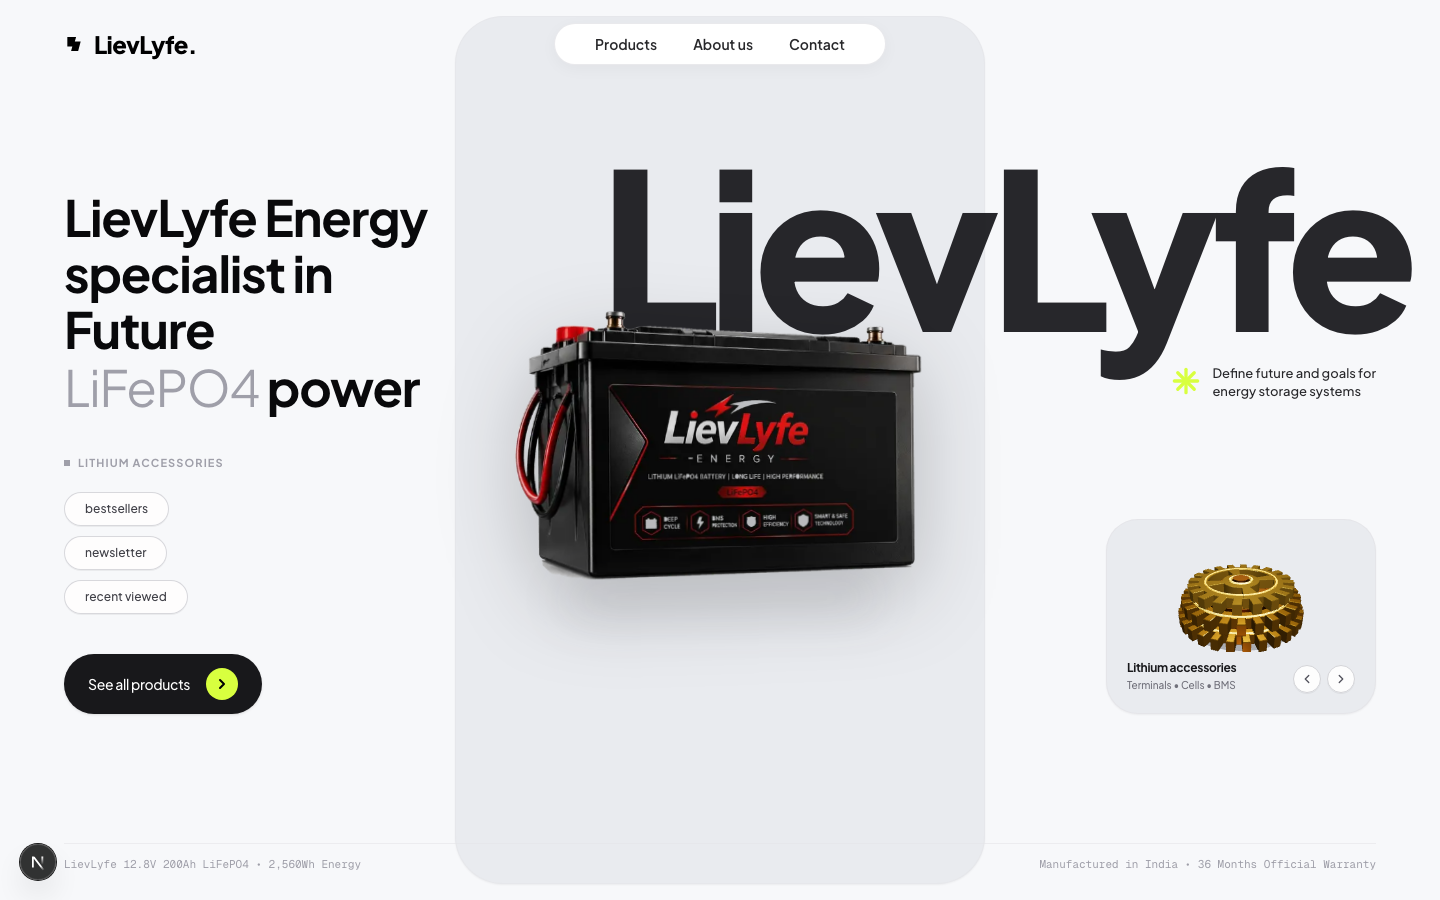 LievLyfe.
Products
About us
Contact
LievLyfe
LievLyfe Energy
specialist in
Future
LiFePO4 power
Define future and goals for
energy storage systems
LievLyfe
-ENERGY
LITHIUM LiFePO4 BATTERY | LONG LIFE | HIGH PERFORMANCE
LiFePO4
DEEP
CYCLE
BMS
PROTECTION
HIGH
EFFICIENCY
SMART & SAFE
TECHNOLOGY
LITHIUM ACCESSORIES
bestsellers
newsletter
recent viewed
See all products
Lithium accessories
Terminals • Cells • BMS
N
LievLyfe 12.8V 200Ah LiFePO4 • 2,560Wh Energy
Manufactured in India • 36 Months Official Warranty